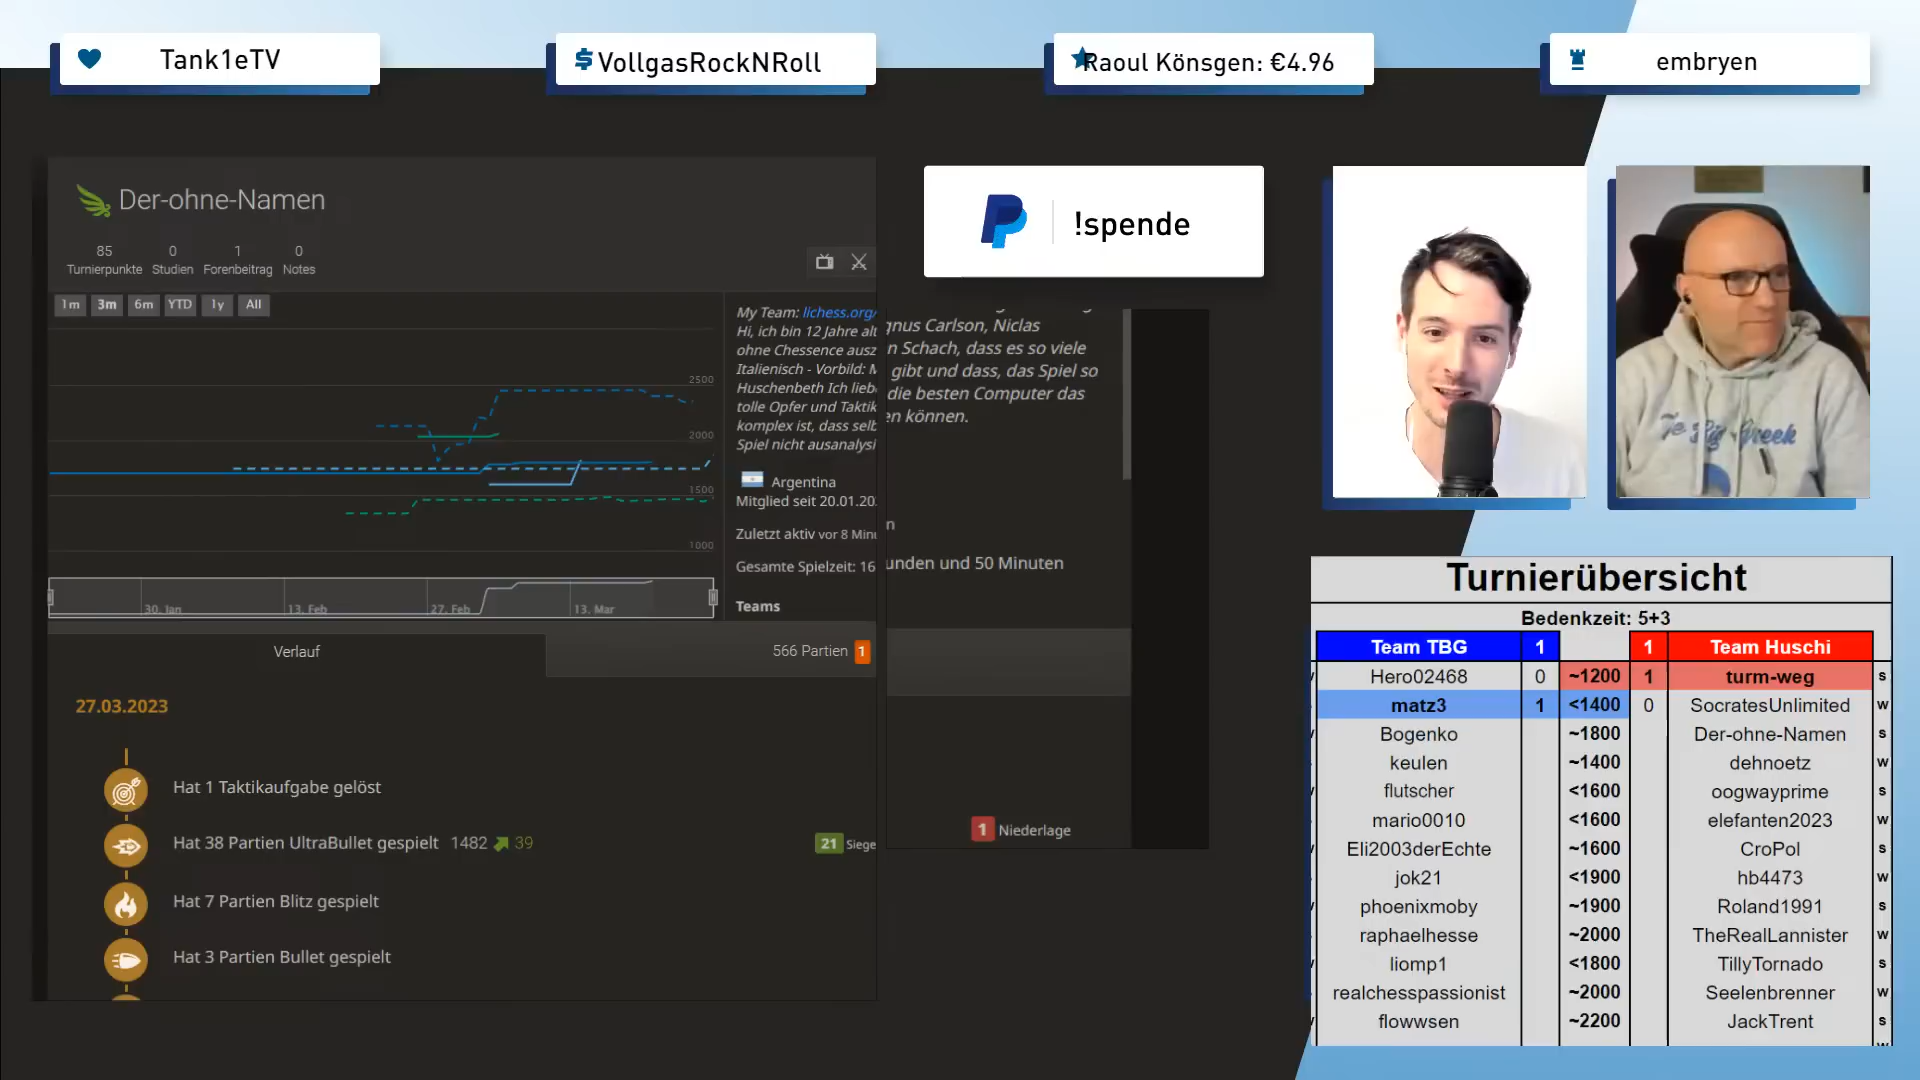 Tank1eTV
VollgasRockNRoll
Raoul Könsgen: €4.96
embryen
Der-ohne-Namen
85
0
1
0
Turnierpunkte
Studien
Forenbeitrag
Notes
1m
3m
6m
YTD
1y
All
2500
2000
1500
1000
30. Jan
13. Feb
27. Feb
13. Mar
My Team: lichess.org/
Hi, ich bin 12 Jahre alt
ohne Chessence ausz
Italienisch - Vorbild: M
Huschenbeth Ich lieb
tolle Opfer und Taktik
komplex ist, dass selb
Spiel nicht ausanalysi
Argentina
Mitglied seit 20.01.20
Zuletzt aktiv vor 8 Minu
Gesamte Spielzeit: 16
Teams
Verlauf
566 Partien 1
27.03.2023
Hat 1 Taktikaufgabe gelöst
Hat 38 Partien UltraBullet gespielt 1482 39
21 Siege
Hat 7 Partien Blitz gespielt
Hat 3 Partien Bullet gespielt
!spende
gnus Carlson, Niclas
n Schach, dass es so viele
gibt und dass, das Spiel so
die besten Computer das
en können.
n
unden und 50 Minuten
1 Niederlage
The Big Greek
Turnierübersicht
Bedenkzeit: 5+3
Team TBG 1 1 Team Huschi
Hero02468 0 ~1200 1 turm-weg s
matz3 1 <1400 0 SocratesUnlimited w
Bogenko ~1800 Der-ohne-Namen s
keulen ~1400 dehnoetz w
flutscher <1600 oogwayprime s
mario0010 <1600 elefanten2023 w
Eli2003derEchte ~1600 CroPol s
jok21 <1900 hb4473 w
phoenixmoby ~1900 Roland1991 s
raphaelhesse ~2000 TheRealLannister w
liomp1 <1800 TillyTornado s
realchesspassionist ~2000 Seelenbrenner w
flowwsen ~2200 JackTrent s